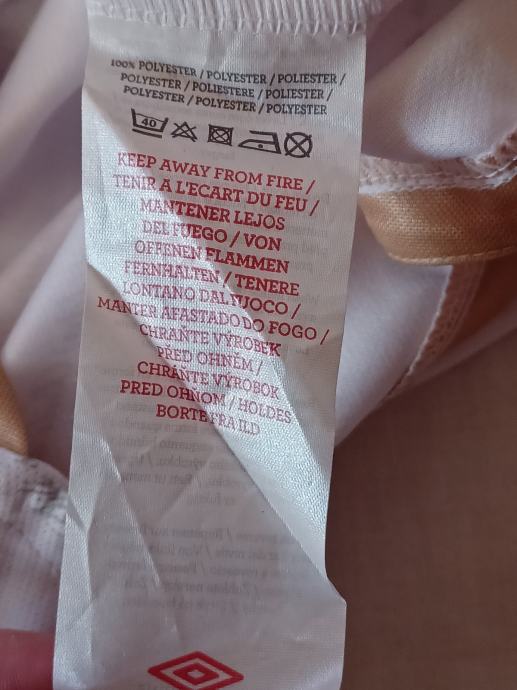 100% POLYESTER / POLYESTER / POLIESTER /
POLYESTER / POLIESTERE / POLIESTER /
POLYESTER / POLYESTER / POLYESTER
40
KEEP AWAY FROM FIRE /
TENIR A L'ECART DU FEU /
MANTENER LEJOS
DEL FUEGO / VON
OFFENEN FLAMMEN
FERNHALTEN / TENERE
LONTANO DAL FUOCO /
MANTER AFASTADO DO FOGO /
CHRAŇTE VÝROBEK
PRED OHNĚM /
CHRÁŇTE VÝROBOK
PRED OHŇOM / HOLDES
BORTE FRA ILD